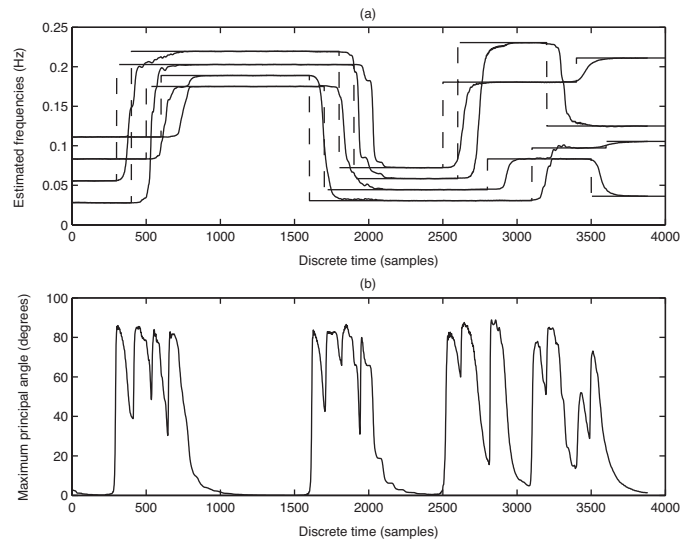 (a)
Estimated frequencies (Hz)
0.25
0.2
0.15
0.1
0.05
0
0 500 1000 1500 2000 2500 3000 3500 4000
Discrete time (samples)
(b)
Maximum principal angle (degrees)
100
80
60
40
20
0
0 500 1000 1500 2000 2500 3000 3500 4000
Discrete time (samples)